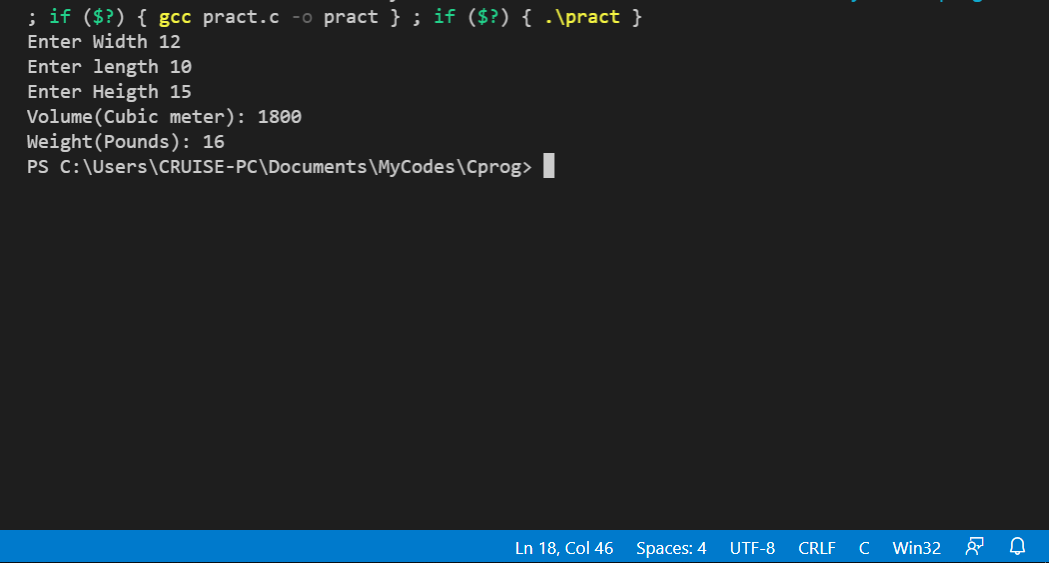 ; if ($?) { gcc pract.c -o pract } ; if ($?) { .\pract }
Enter Width 12
Enter length 10
Enter Heigth 15
Volume(Cubic meter): 1800
Weight(Pounds): 16
PS C:\Users\CRUISE-PC\Documents\MyCodes\Cprog>
Ln 18, Col 46 Spaces: 4 UTF-8 CRLF C Win32